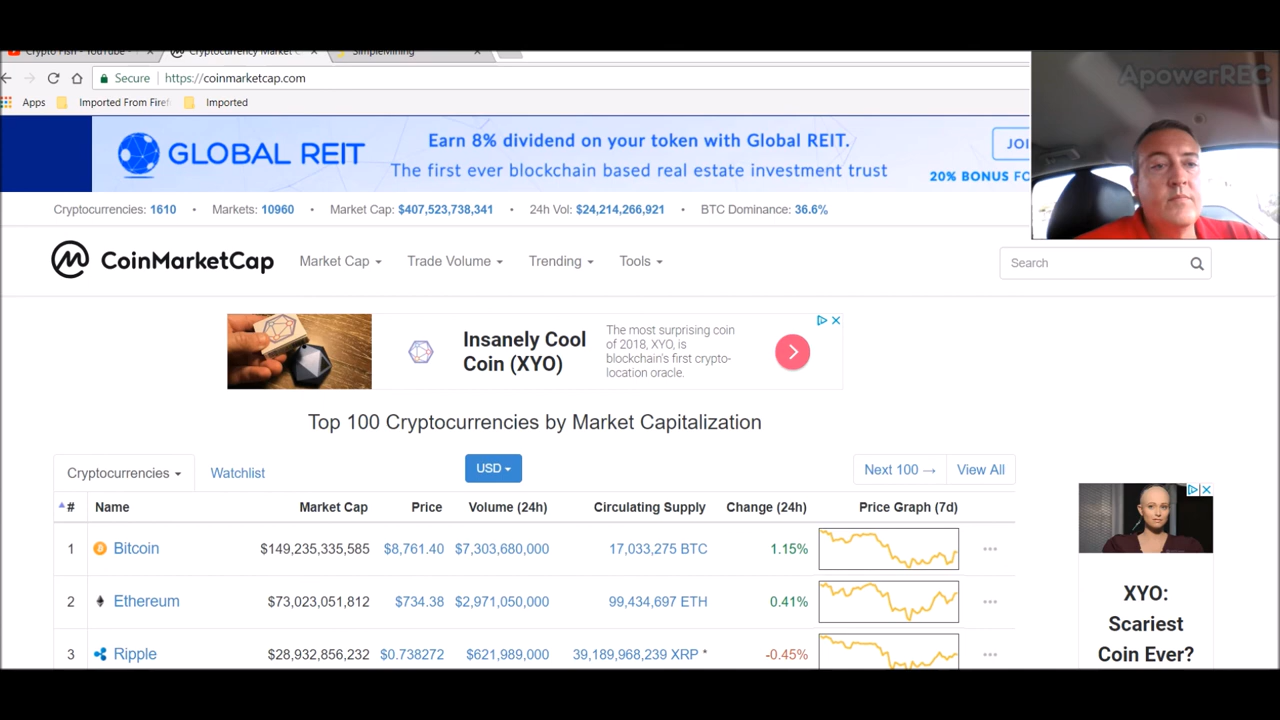 Crypto Fish - YouTube -
Cryptocurrency Market C
SimpleMining
Secure | https://coinmarketcap.com
Apps Imported From Firef Imported
GLOBAL REIT
Earn 8% dividend on your token with Global REIT.
The first ever blockchain based real estate investment trust
JOI
20% BONUS FO
ApowerREC
Cryptocurrencies: 1610 • Markets: 10960 • Market Cap: $407,523,738,341 • 24h Vol: $24,214,266,921 • BTC Dominance: 36.6%
CoinMarketCap Market Cap Trade Volume Trending Tools Search
Insanely Cool
Coin (XYO)
The most surprising coin
of 2018, XYO, is
blockchain's first crypto-
location oracle.
Top 100 Cryptocurrencies by Market Capitalization
Cryptocurrencies Watchlist USD Next 100 → View All
# Name Market Cap Price Volume (24h) Circulating Supply Change (24h) Price Graph (7d)
1 Bitcoin $149,235,335,585 $8,761.40 $7,303,680,000 17,033,275 BTC 1.15%
2 Ethereum $73,023,051,812 $734.38 $2,971,050,000 99,434,697 ETH 0.41%
3 Ripple $28,932,856,232 $0.738272 $621,989,000 39,189,968,239 XRP * -0.45%
XYO:
Scariest
Coin Ever?